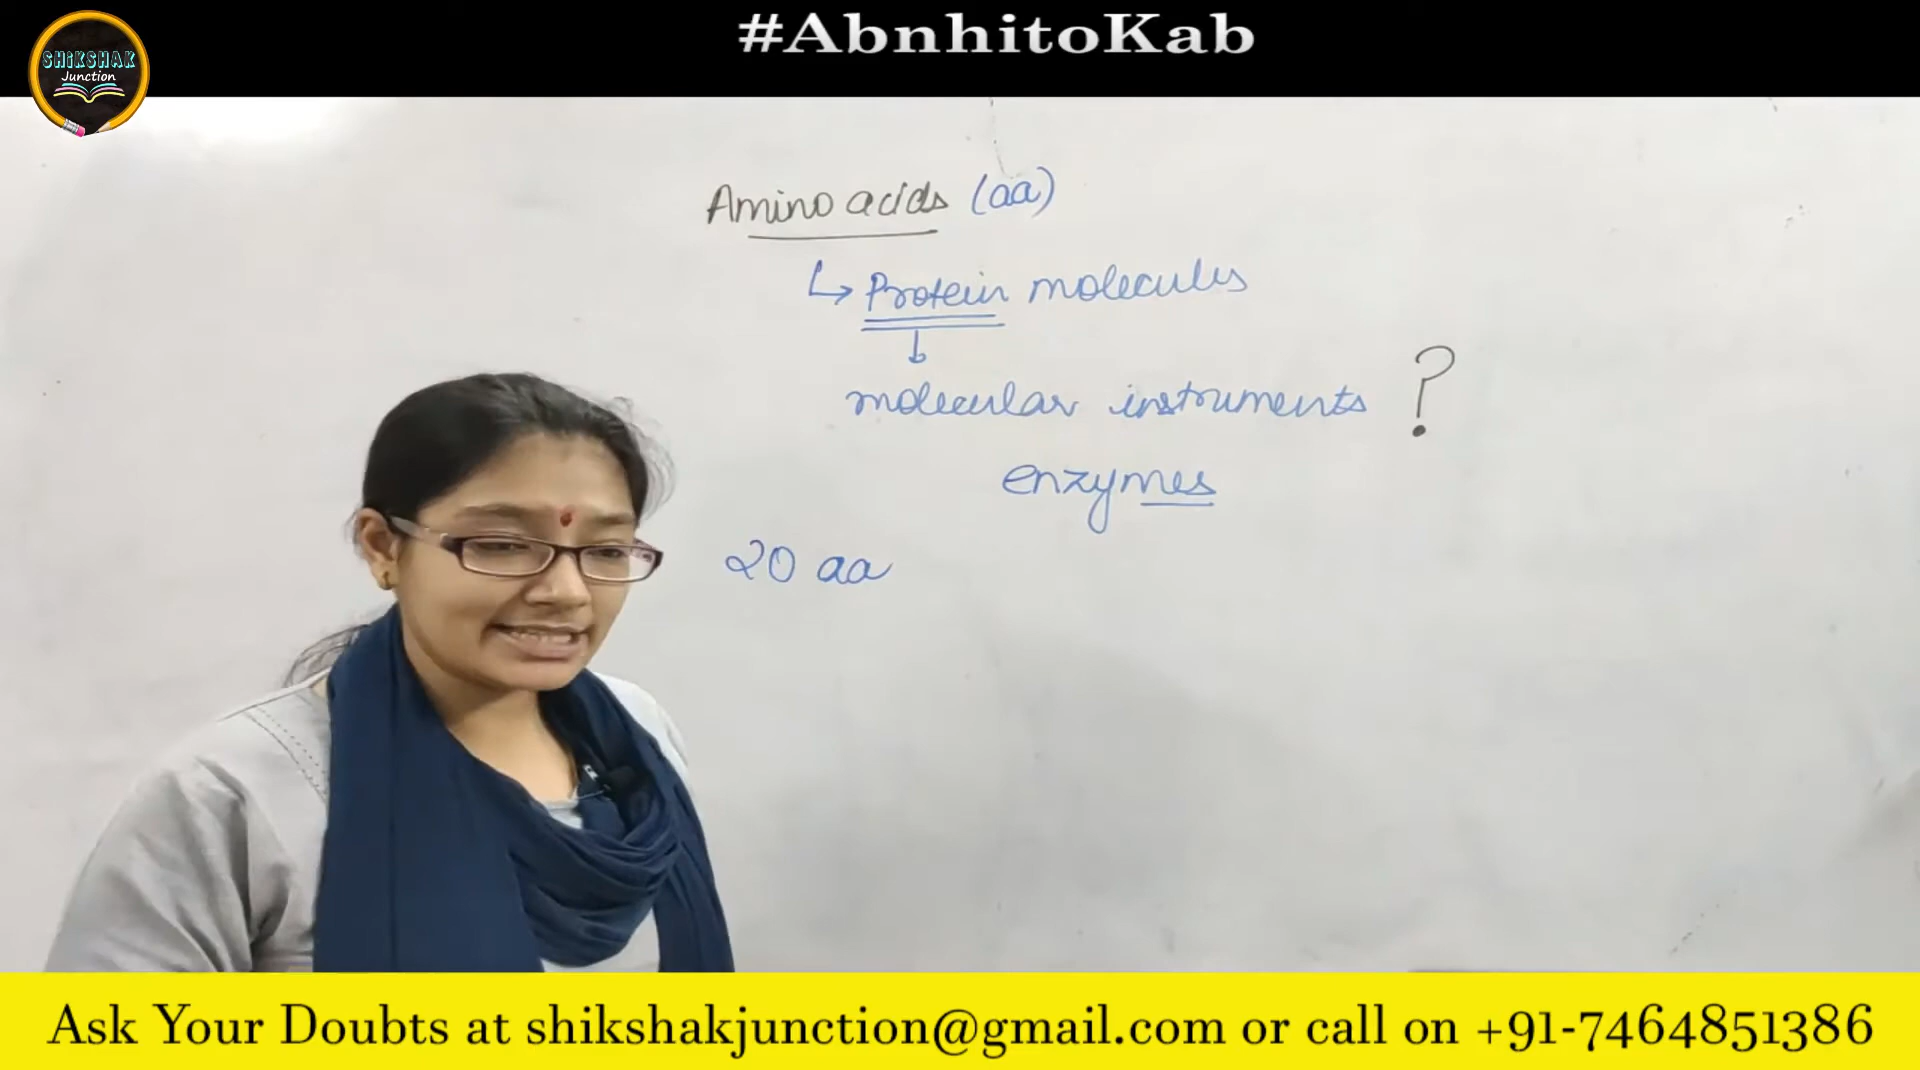 #AbnhitoKab
SHiKSHAK
Junction
Amino acids (aa)
↳ Protein molecules
↓
molecular instruments ?
enzymes
20 aa
Ask Your Doubts at shikshakjunction@gmail.com or call on +91-7464851386